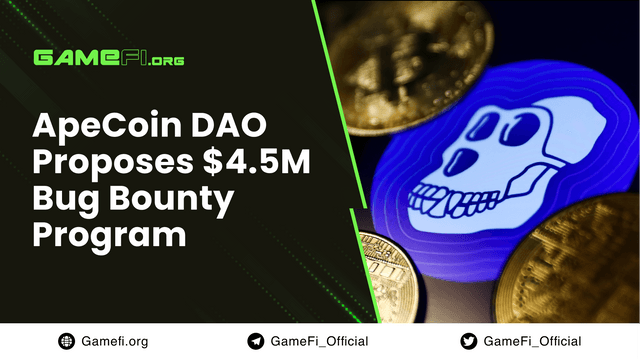 GAMEFI.ORG
ApeCoin DAO
Proposes $4.5M
Bug Bounty
Program
Gamefi.org
GameFi_Official
GameFi_Official